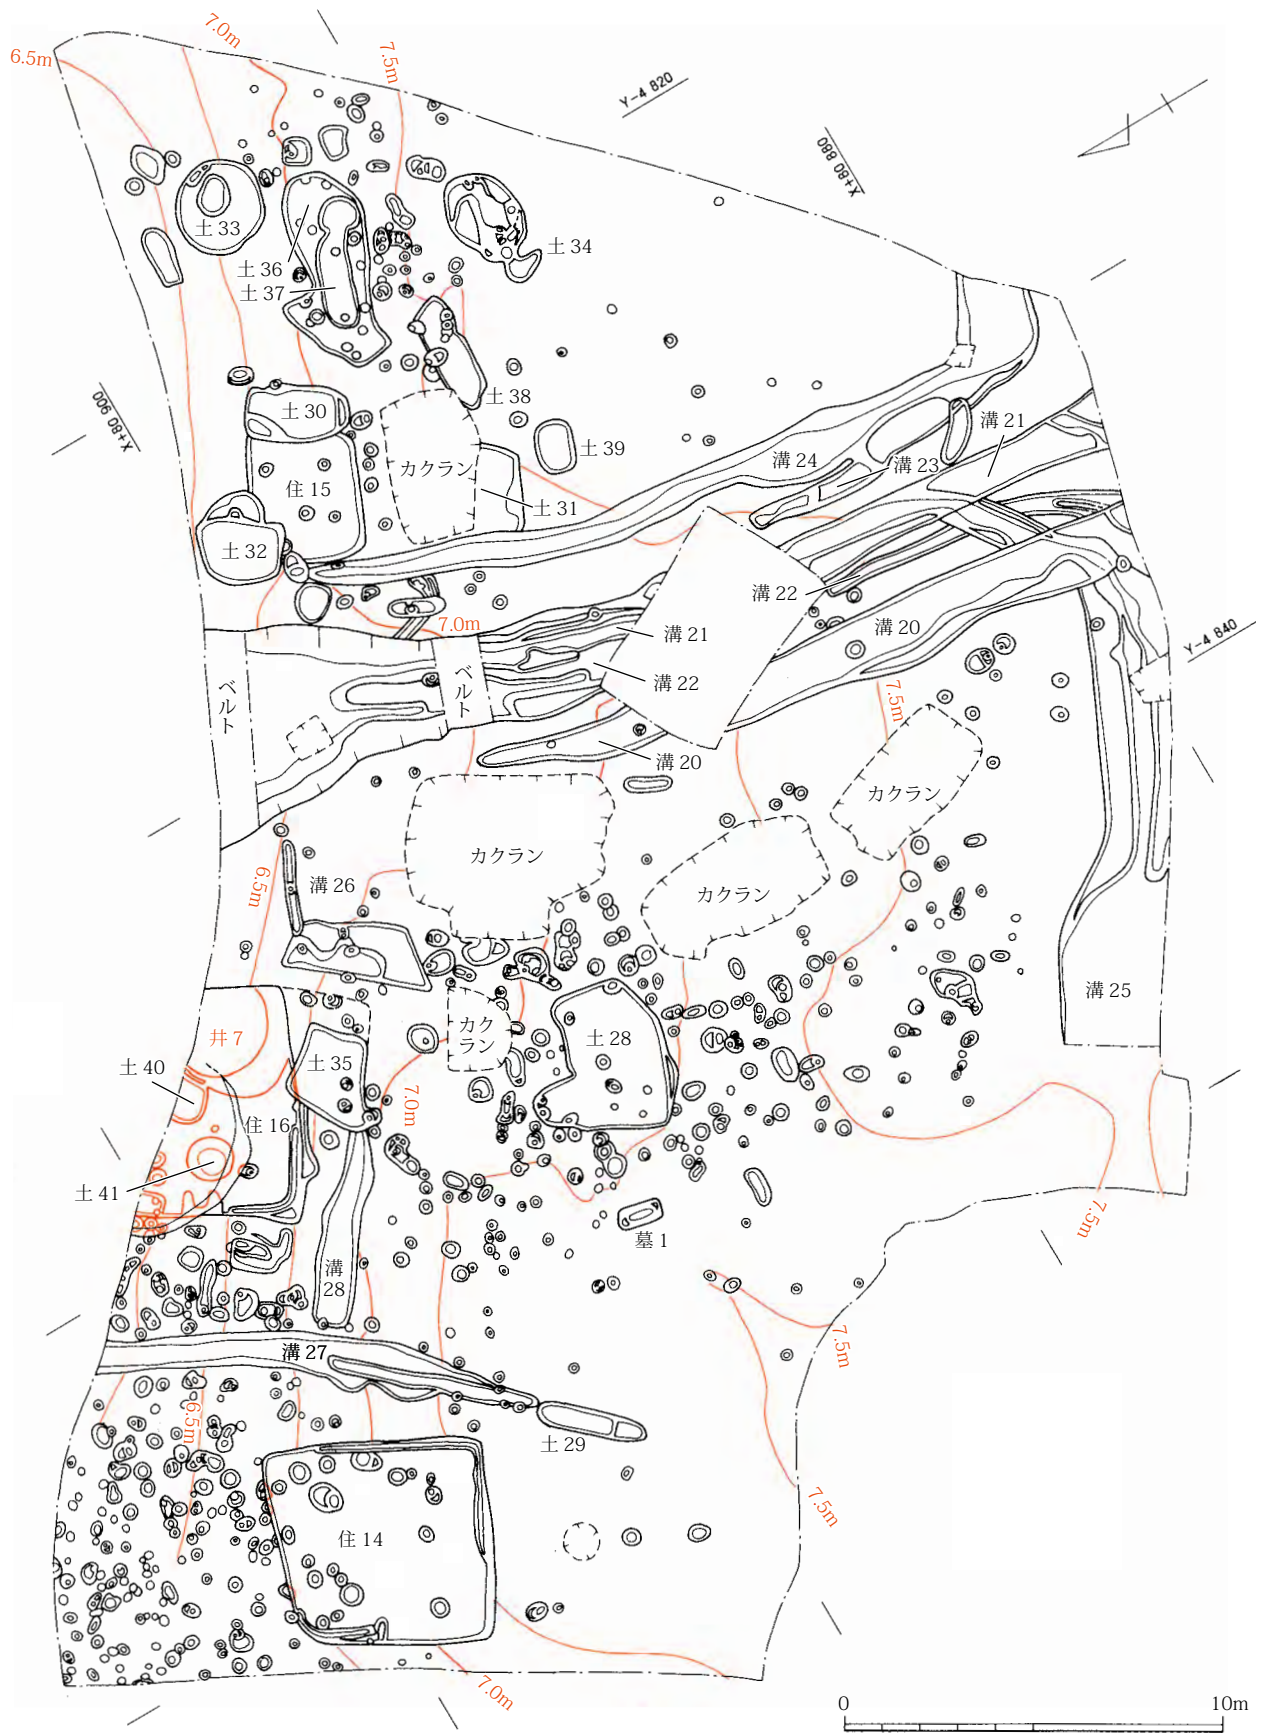 7.0m
6.5m
7.5m
Y-4 820
X+80 880
土 33
土 34
土 36
土 37
X+80 900
土 38
土 30
土 39
溝 21
カクラン
溝 24
溝 23
住 15
土 31
土 32
溝 22
7.0m
溝 20
溝 21
Y-4 840
溝 22
ベルト
ベルト
7.5m
溝 20
カクラン
カクラン
カクラン
6.5m
溝 26
溝 25
井 7
カク
ラン
土 28
土 35
土 40
7.0m
住 16
土 41
墓 1
7.5m
溝
28
7.5m
溝 27
6.5m
土 29
7.5m
住 14
7.0m
0
10m